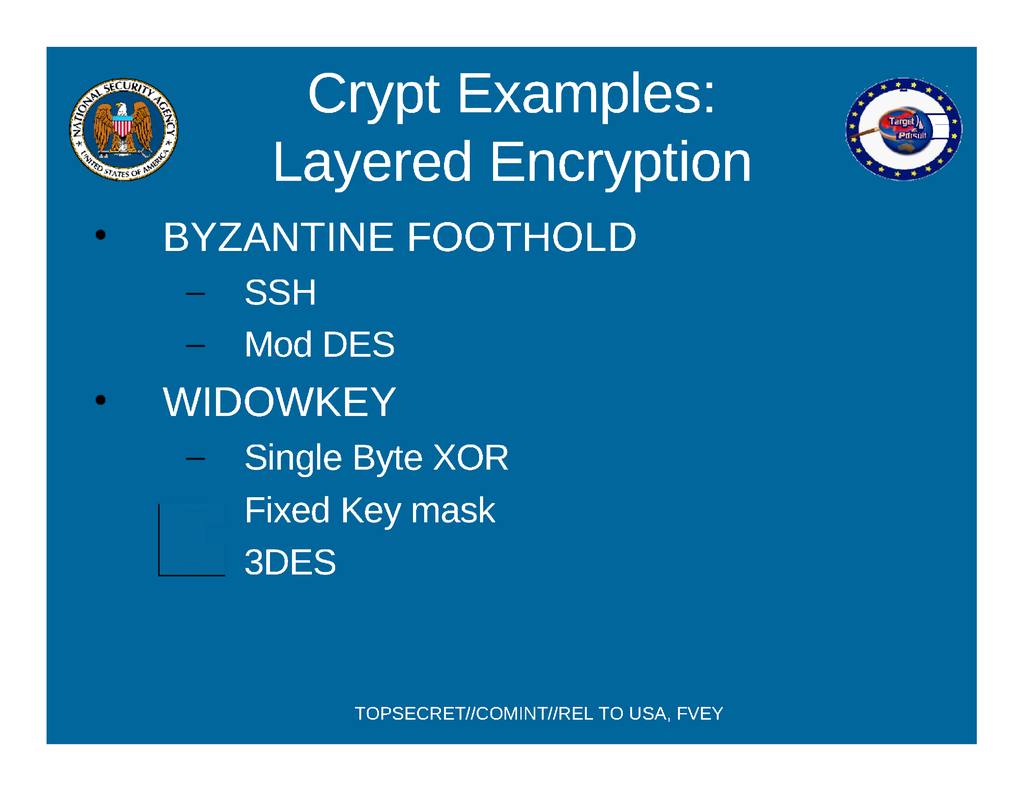 NATIONAL SECURITY AGENCY
UNITED STATES OF AMERICA
Crypt Examples:
Layered Encryption
Target
Pursuit
• BYZANTINE FOOTHOLD
– SSH
– Mod DES
• WIDOWKEY
– Single Byte XOR
Fixed Key mask
3DES
TOPSECRET//COMINT//REL TO USA, FVEY